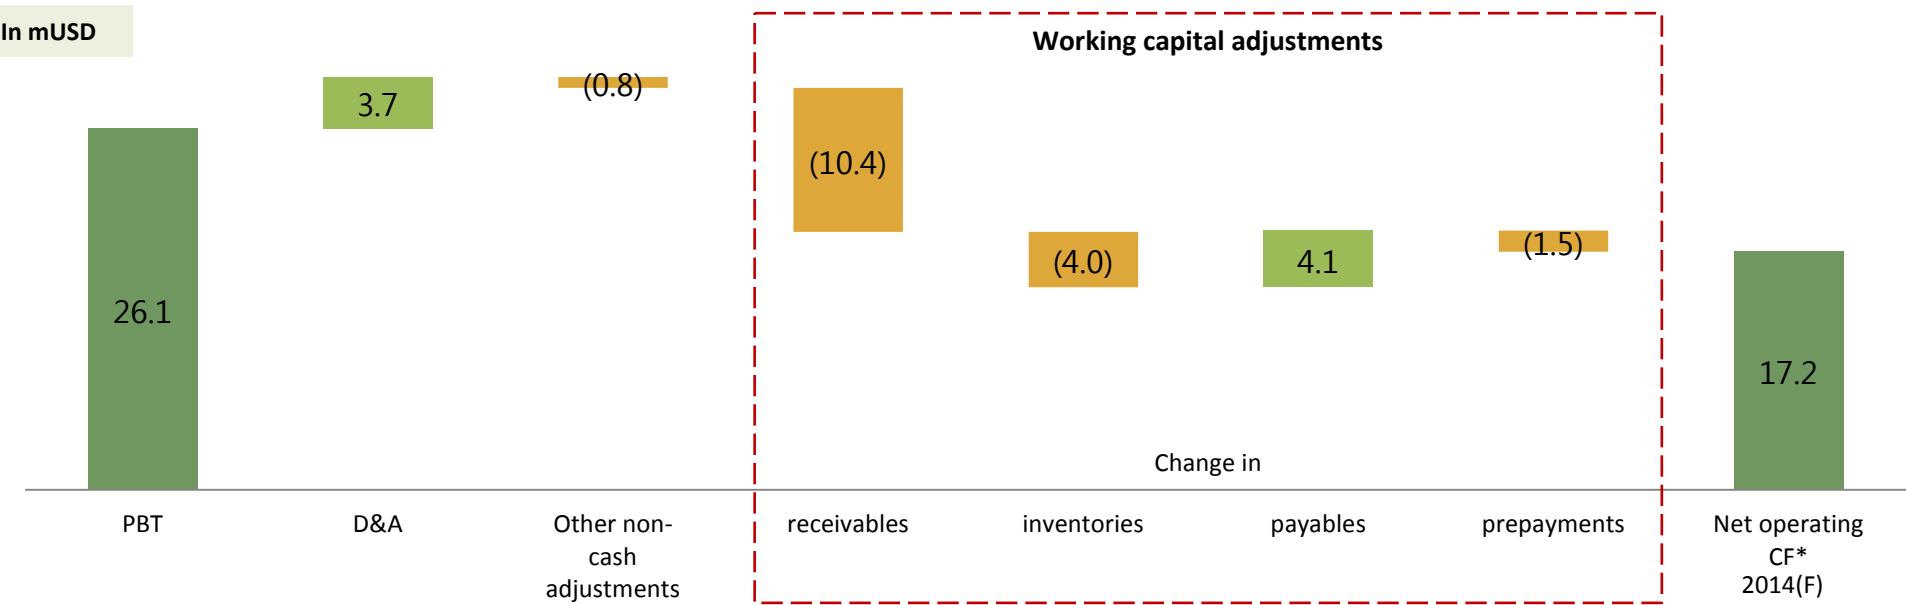 In mUSD
Working capital adjustments
(0.8)
3.7
(10.4)
(1.5)
(4.0)
4.1
26.1
17.2
Change in
PBT
D&A
Other non-
cash
adjustments
receivables
inventories
payables
prepayments
Net operating
CF*
2014(F)